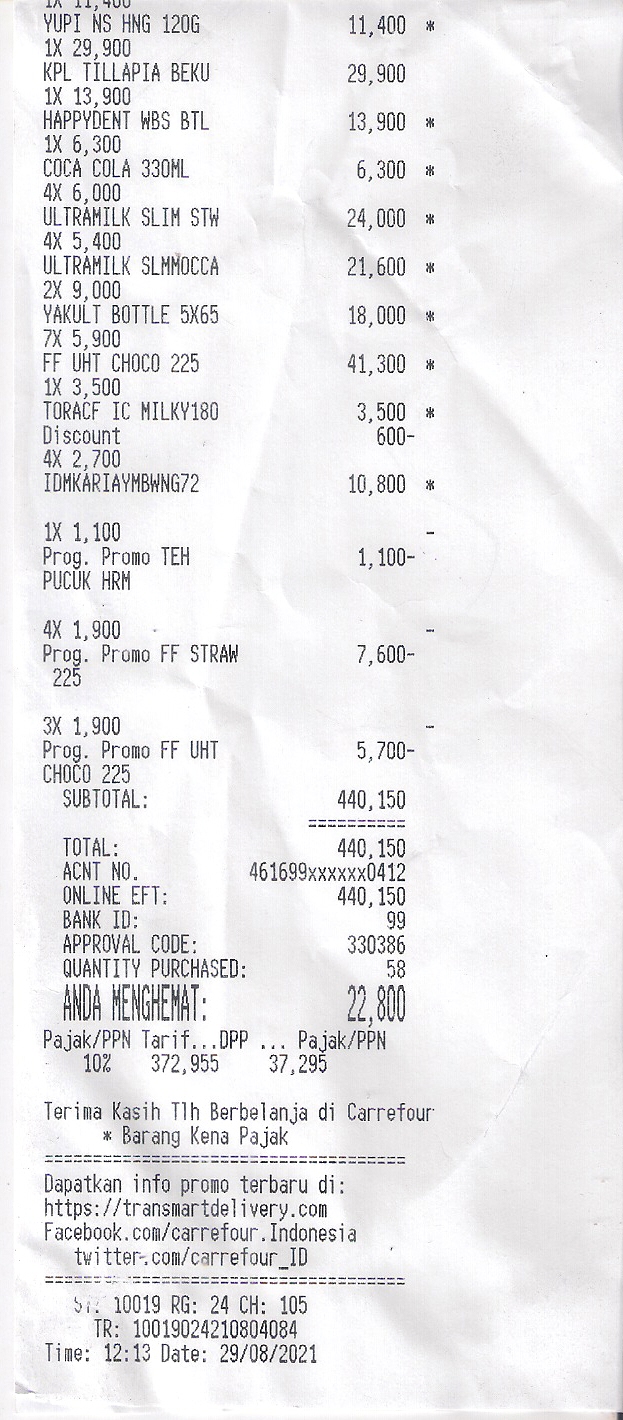 1X 11,400
YUPI NS HNG 120G 11,400 *
1X 29,900
KPL TILLAPIA BEKU 29,900
1X 13,900
HAPPYDENT WBS BTL 13,900 *
1X 6,300
COCA COLA 330ML 6,300 *
4X 6,000
ULTRAMILK SLIM STW 24,000 *
4X 5,400
ULTRAMILK SLMMOCCA 21,600 *
2X 9,000
YAKULT BOTTLE 5X65 18,000 *
7X 5,900
FF UHT CHOCO 225 41,300 *
1X 3,500
TORACF IC MILKY180 3,500 *
Discount 600-
4X 2,700
IDMKARIAYMBWNG72 10,800 *
1X 1,100 -
Prog. Promo TEH 1,100-
PUCUK HRM
4X 1,900 -
Prog. Promo FF STRAW 7,600-
225
3X 1,900 -
Prog. Promo FF UHT 5,700-
CHOCO 225
SUBTOTAL: 440,150
==========
TOTAL: 440,150
ACNT NO. 461699xxxxxx0412
ONLINE EFT: 440,150
BANK ID: 99
APPROVAL CODE: 330386
QUANTITY PURCHASED: 58
ANDA MENGHEMAT: 22,800
Pajak/PPN Tarif...DPP ... Pajak/PPN
10% 372,955 37,295
Terima Kasih Tlh Berbelanja di Carrefour
* Barang Kena Pajak
=====================================
Dapatkan info promo terbaru di:
https://transmartdelivery.com
Facebook.com/carrefour.Indonesia
twitter.com/carrefour_ID
=====================================
ST: 10019 RG: 24 CH: 105
TR: 10019024210804084
Time: 12:13 Date: 29/08/2021